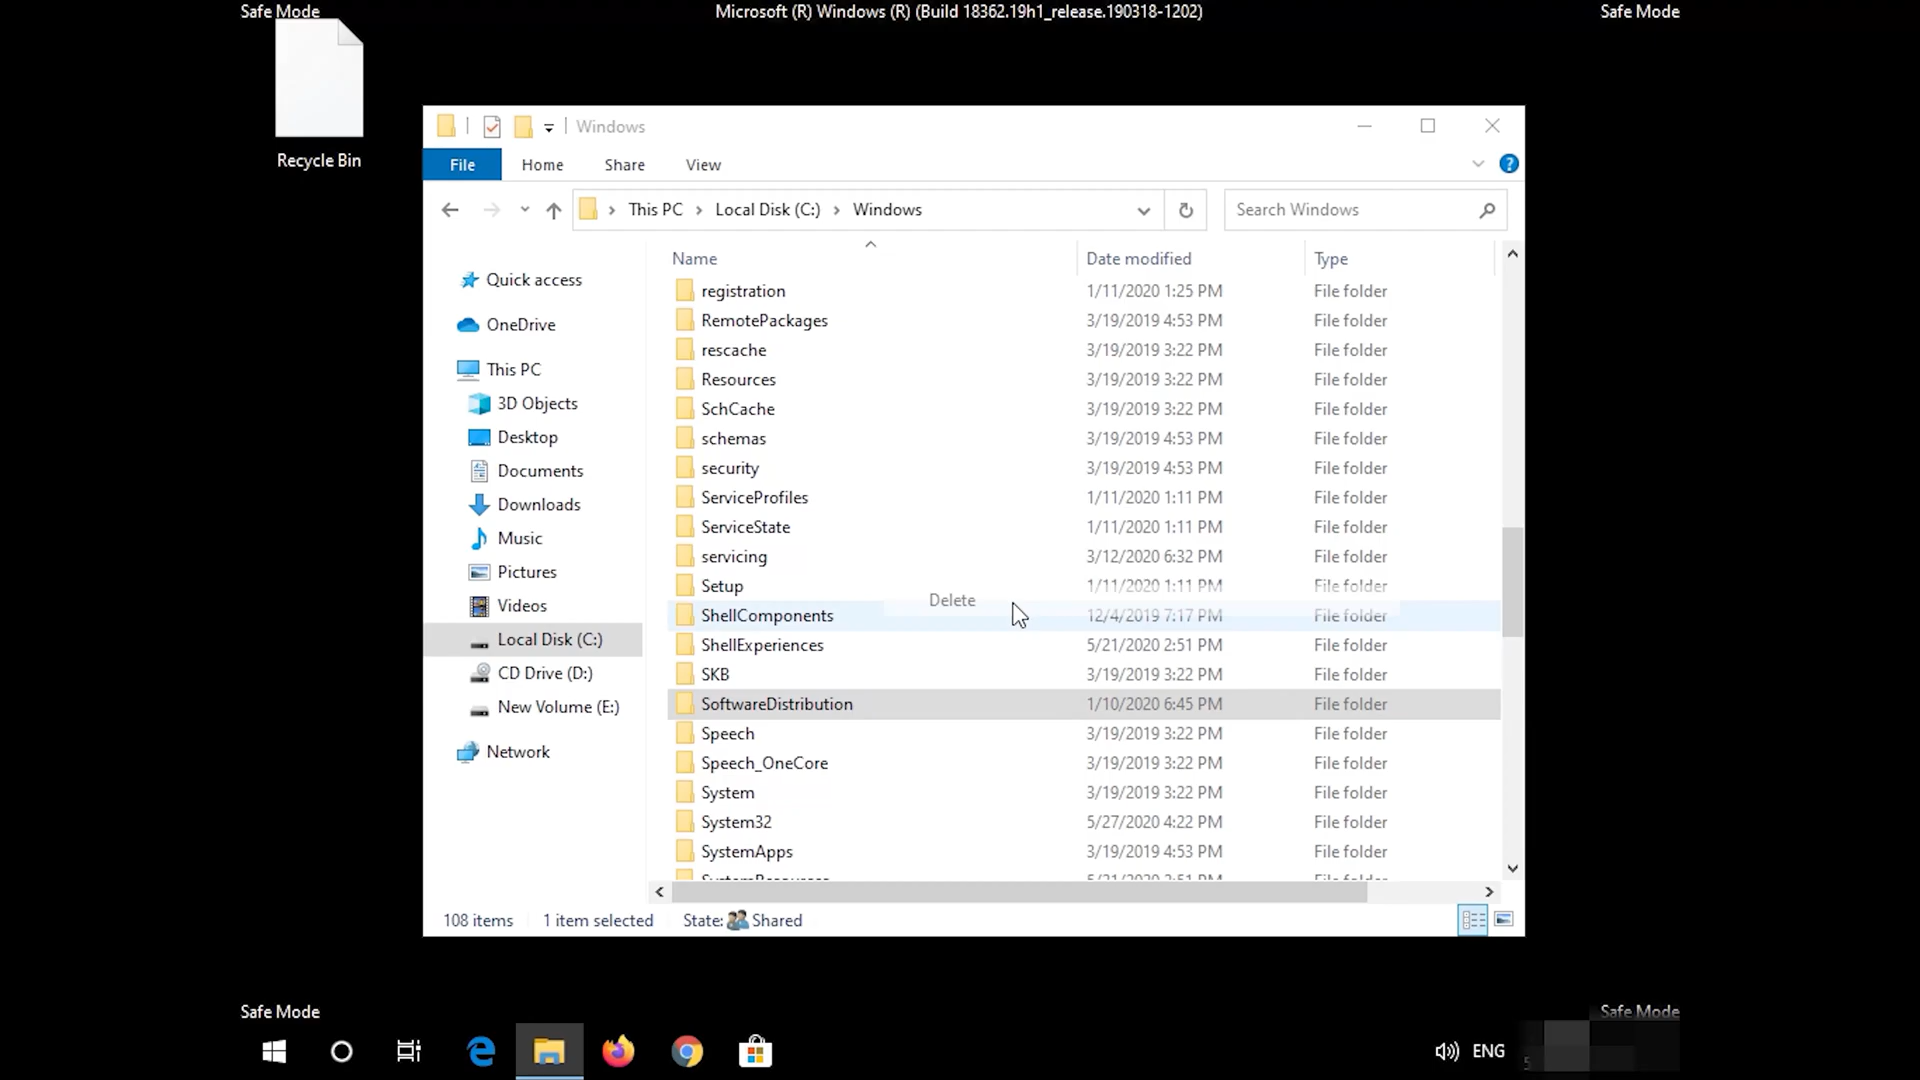 Safe Mode
Microsoft (R) Windows (R) (Build 18362.19h1_release.190318-1202)
Safe Mode
Recycle Bin
Windows
File Home Share View
This PC Local Disk (C:) Windows
Search Windows
Name Date modified Type
Quick access
OneDrive
This PC
3D Objects
Desktop
Documents
Downloads
Music
Pictures
Videos
Local Disk (C:)
CD Drive (D:)
New Volume (E:)
Network
registration 1/11/2020 1:25 PM File folder
RemotePackages 3/19/2019 4:53 PM File folder
rescache 3/19/2019 3:22 PM File folder
Resources 3/19/2019 3:22 PM File folder
SchCache 3/19/2019 3:22 PM File folder
schemas 3/19/2019 4:53 PM File folder
security 3/19/2019 4:53 PM File folder
ServiceProfiles 1/11/2020 1:11 PM File folder
ServiceState 1/11/2020 1:11 PM File folder
servicing 3/12/2020 6:32 PM File folder
Setup 1/11/2020 1:11 PM File folder
Delete
ShellComponents 12/4/2019 7:17 PM File folder
ShellExperiences 5/21/2020 2:51 PM File folder
SKB 3/19/2019 3:22 PM File folder
SoftwareDistribution 1/10/2020 6:45 PM File folder
Speech 3/19/2019 3:22 PM File folder
Speech_OneCore 3/19/2019 3:22 PM File folder
System 3/19/2019 3:22 PM File folder
System32 5/27/2020 4:22 PM File folder
SystemApps 3/19/2019 4:53 PM File folder
108 items 1 item selected State: Shared
Safe Mode
Safe Mode
ENG